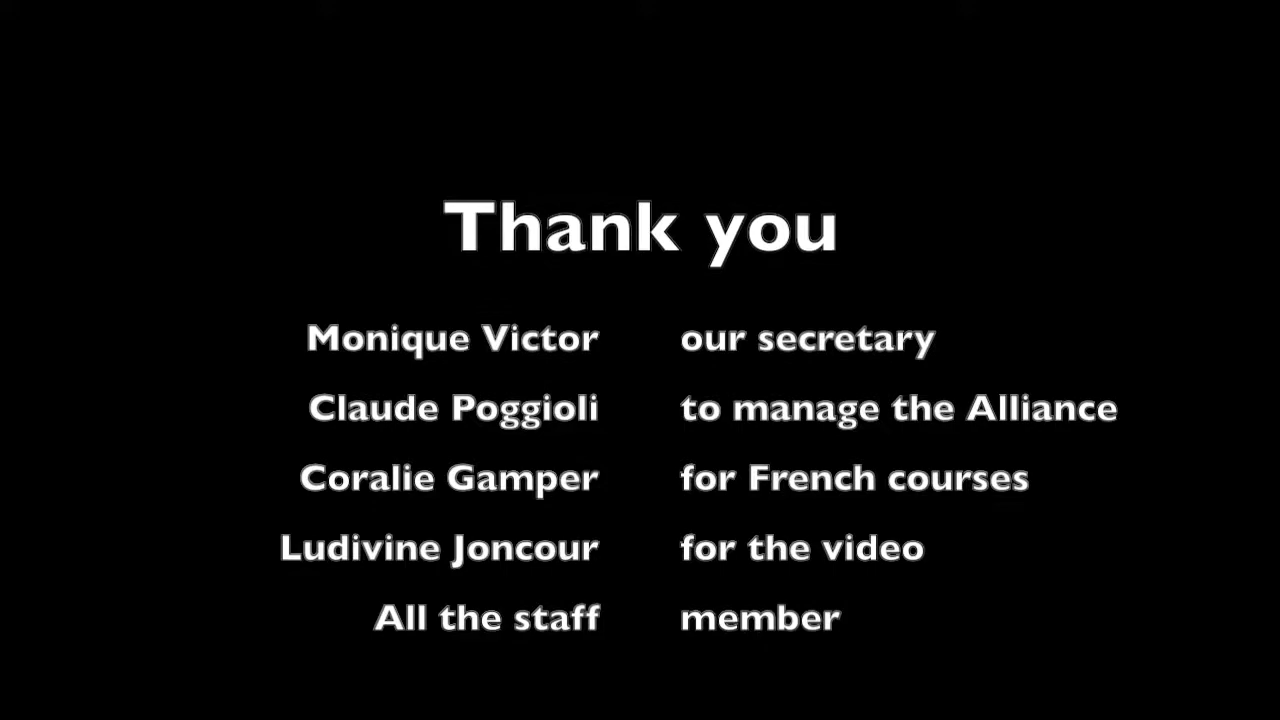 Thank you
Monique Victor our secretary
Claude Poggioli to manage the Alliance
Coralie Gamper for French courses
Ludivine Joncour for the video
All the staff member